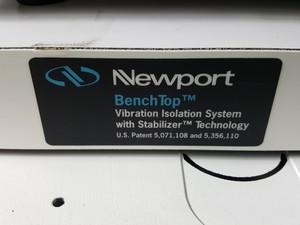 Newport
BenchTop™
Vibration Isolation System
with Stabilizer™ Technology
U.S. Patent 5,071,108 and 5,356,110